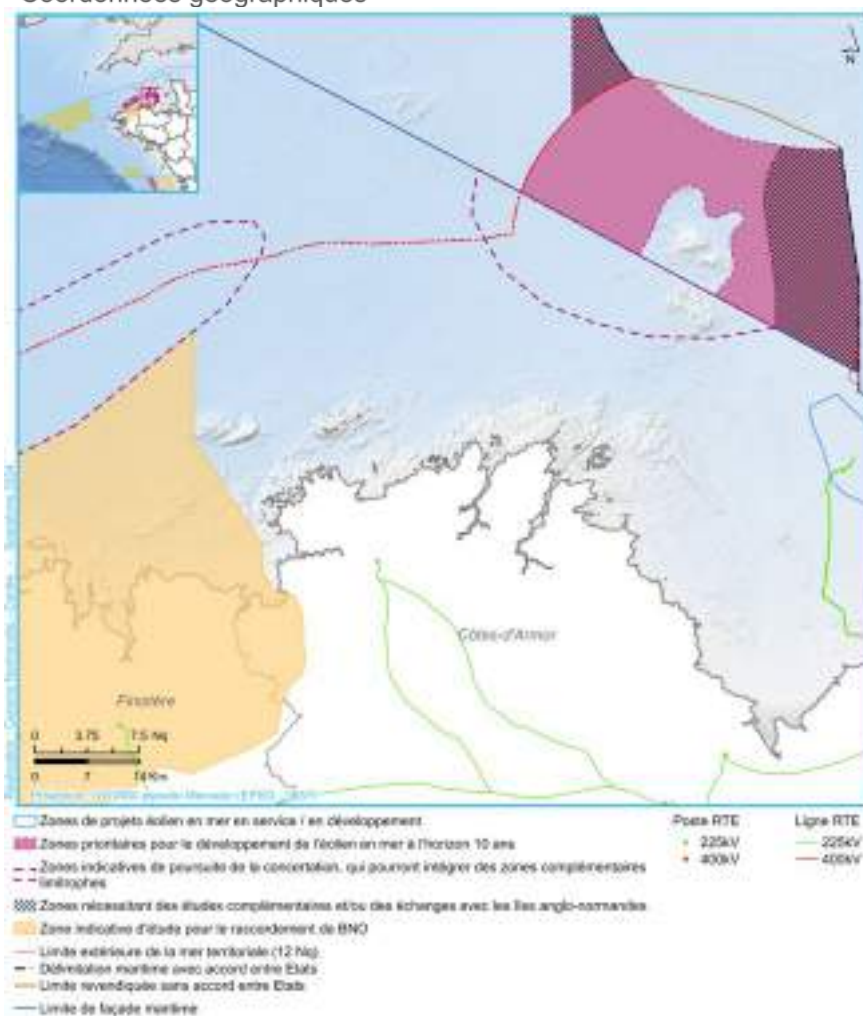 Coordonnées géographiques
N
Côtes-d'Armor
Finistère
0 3.75 7.5 Nq
0 7 14 Km
Zones de projets éolien en mer en service / en développement
Zones prioritaires pour le développement de l'éolien en mer à l'horizon 10 ans
Zones indicatives de poursuite de la concertation, qui pourront intégrer des zones complémentaires
limitrophes
Zones nécessitant des études complémentaires et/ou des échanges avec les îles anglo-normandes
Zone indicative d'étude pour le raccordement de BNO
Limite extérieure de la mer territoriale (12 Nq)
Délimitation maritime avec accord entre Etats
Limite revendiquée sans accord entre Etats
Limite de façade maritime
Poste RTE
225kV
400kV
Ligne RTE
225kV
400kV